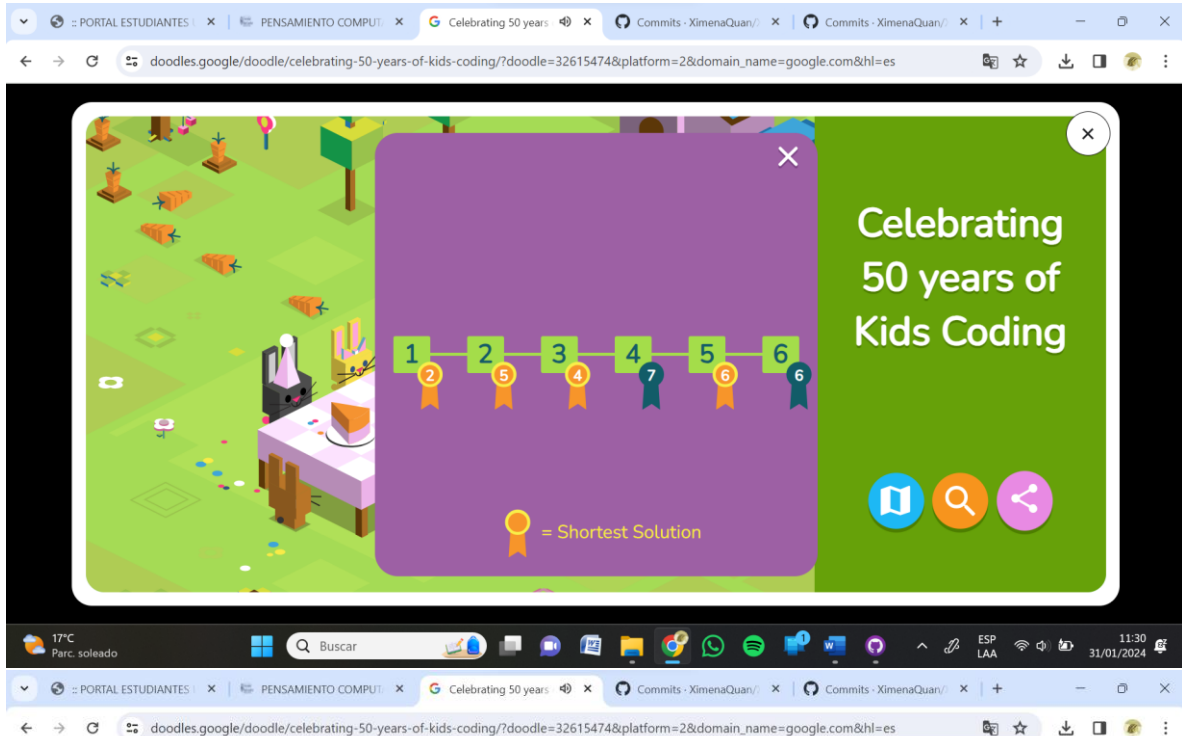 :: PORTAL ESTUDIANTES
PENSAMIENTO COMPUT
Celebrating 50 years
Commits · XimenaQuan/
Commits · XimenaQuan/
doodles.google/doodle/celebrating-50-years-of-kids-coding/?doodle=32615474&platform=2&domain_name=google.com&hl=es
Celebrating
50 years of
Kids Coding
1 2 3 4 5 6
2 5 4 7 6 6
= Shortest Solution
17°C
Parc. soleado
Buscar
1
ESP
LAA
11:30
31/01/2024
:: PORTAL ESTUDIANTES
PENSAMIENTO COMPUT
Celebrating 50 years
Commits · XimenaQuan/
Commits · XimenaQuan/
doodles.google/doodle/celebrating-50-years-of-kids-coding/?doodle=32615474&platform=2&domain_name=google.com&hl=es